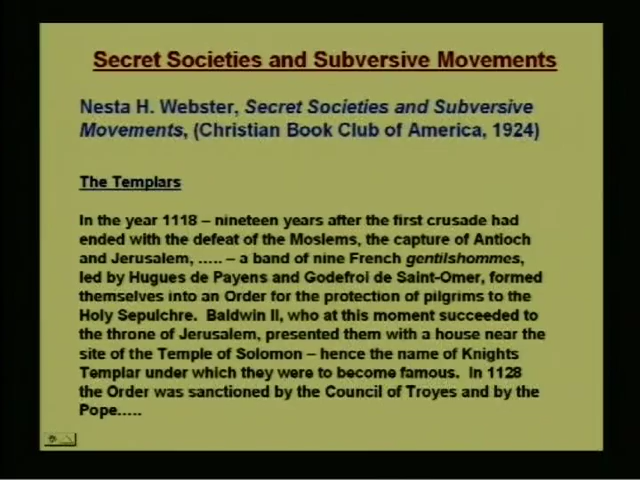 Secret Societies and Subversive Movements
Nesta H. Webster, Secret Societies and Subversive
Movements, (Christian Book Club of America, 1924)
The Templars
In the year 1118 – nineteen years after the first crusade had
ended with the defeat of the Moslems, the capture of Antioch
and Jerusalem, ..... – a band of nine French gentilshommes,
led by Hugues de Payens and Godefroi de Saint-Omer, formed
themselves into an Order for the protection of pilgrims to the
Holy Sepulchre.  Baldwin II, who at this moment succeeded to
the throne of Jerusalem, presented them with a house near the
site of the Temple of Solomon – hence the name of Knights
Templar under which they were to become famous.  In 1128
the Order was sanctioned by the Council of Troyes and by the
Pope.....